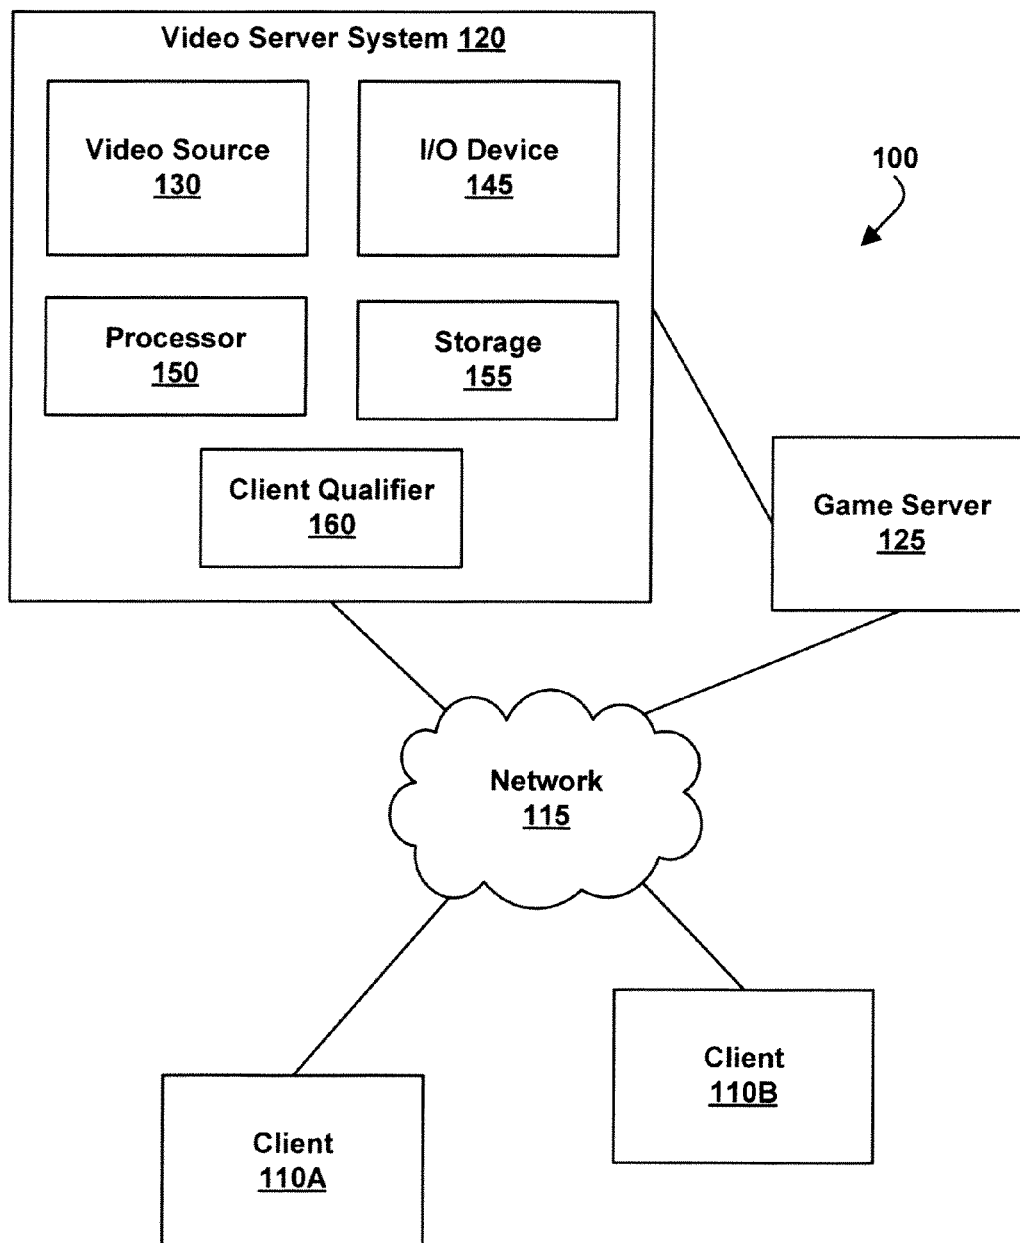 Video Server System 120
Video Source
130
I/O Device
145
100
Processor
150
Storage
155
Client Qualifier
160
Game Server
125
Network
115
Client
110B
Client
110A